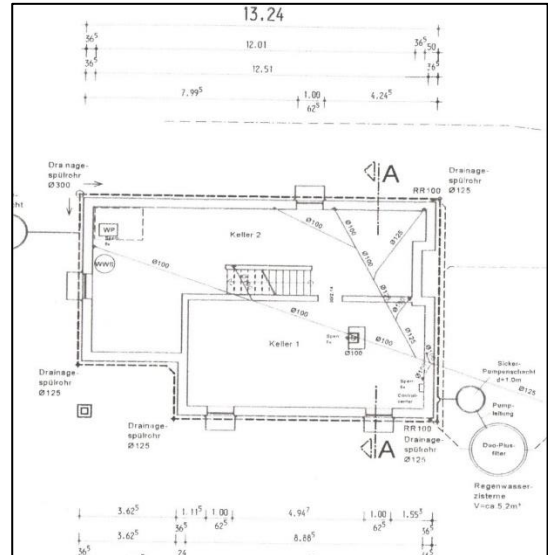 13.24
36⁵ 12.01 36⁵ 50
36⁵ 12.51 36⁵
7.99⁵ 1.00 4.24⁵
62⁵
Drainage-
spülrohr
Ø300
A
RR100
Drainage-
spülrohr
Ø125
WP
Keller 2
WWS
Ø100
Ø100
Ø100
Ø100
Ø125
Ø125
Ø125
Ø100
Ø100
Keller 1
Ø100
Drainage-
spülrohr
Ø125
Sicker-
Pumpenschacht
d=1.0m
Pump-
leitung
Duo-Plus-
filter
Drainage-
spülrohr
Ø125
A
RR100
Drainage-
spülrohr
Ø125
Regenwasser-
zisterne
V=ca.5.2m³
3.62⁵ 1.11⁵ 1.00 4.94⁷ 1.00 1.55³
36⁵ 62⁵ 62⁵
3.62⁵ 36⁵ 8.88⁵ 36⁵
36⁵ 24 36⁵